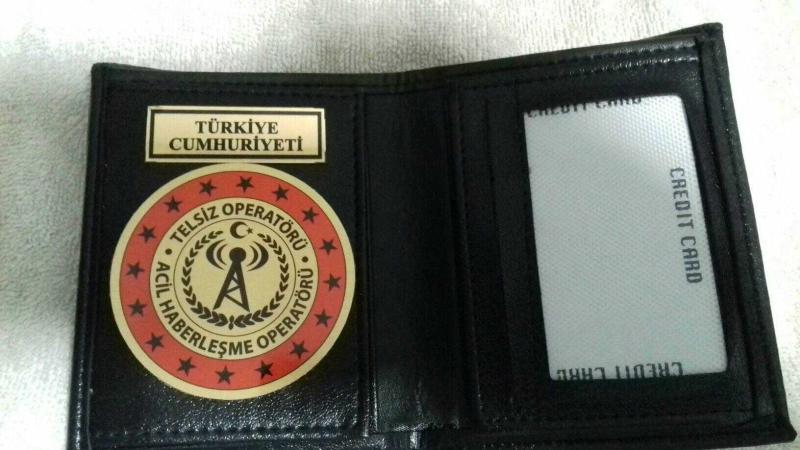 TÜRKİYE
CUMHURİYETİ
TELSİZ OPERATÖRÜ
ACİL HABERLEŞME OPERATÖRÜ
CREDIT CARD
CREDIT CARD
CREDIT CARD